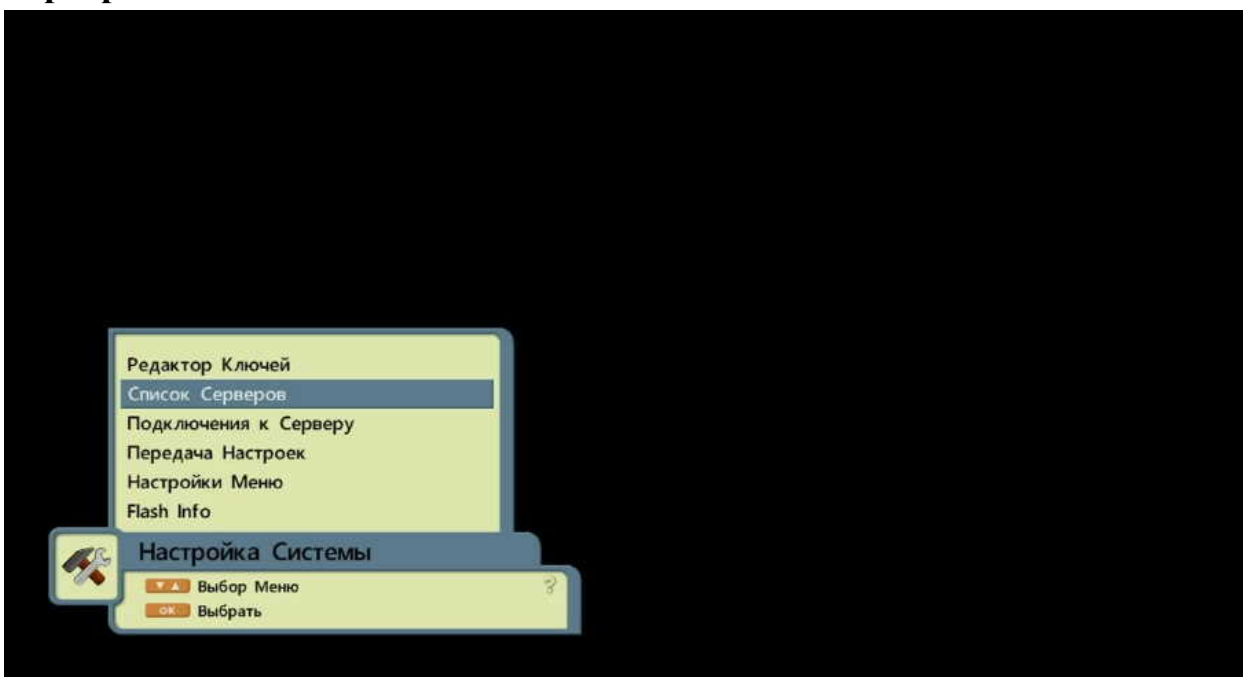 Редактор Ключей
Список Серверов
Подключения к Серверу
Передача Настроек
Настройки Меню
Flash Info
Настройка Системы
Выбор Меню
?
OK Выбрать